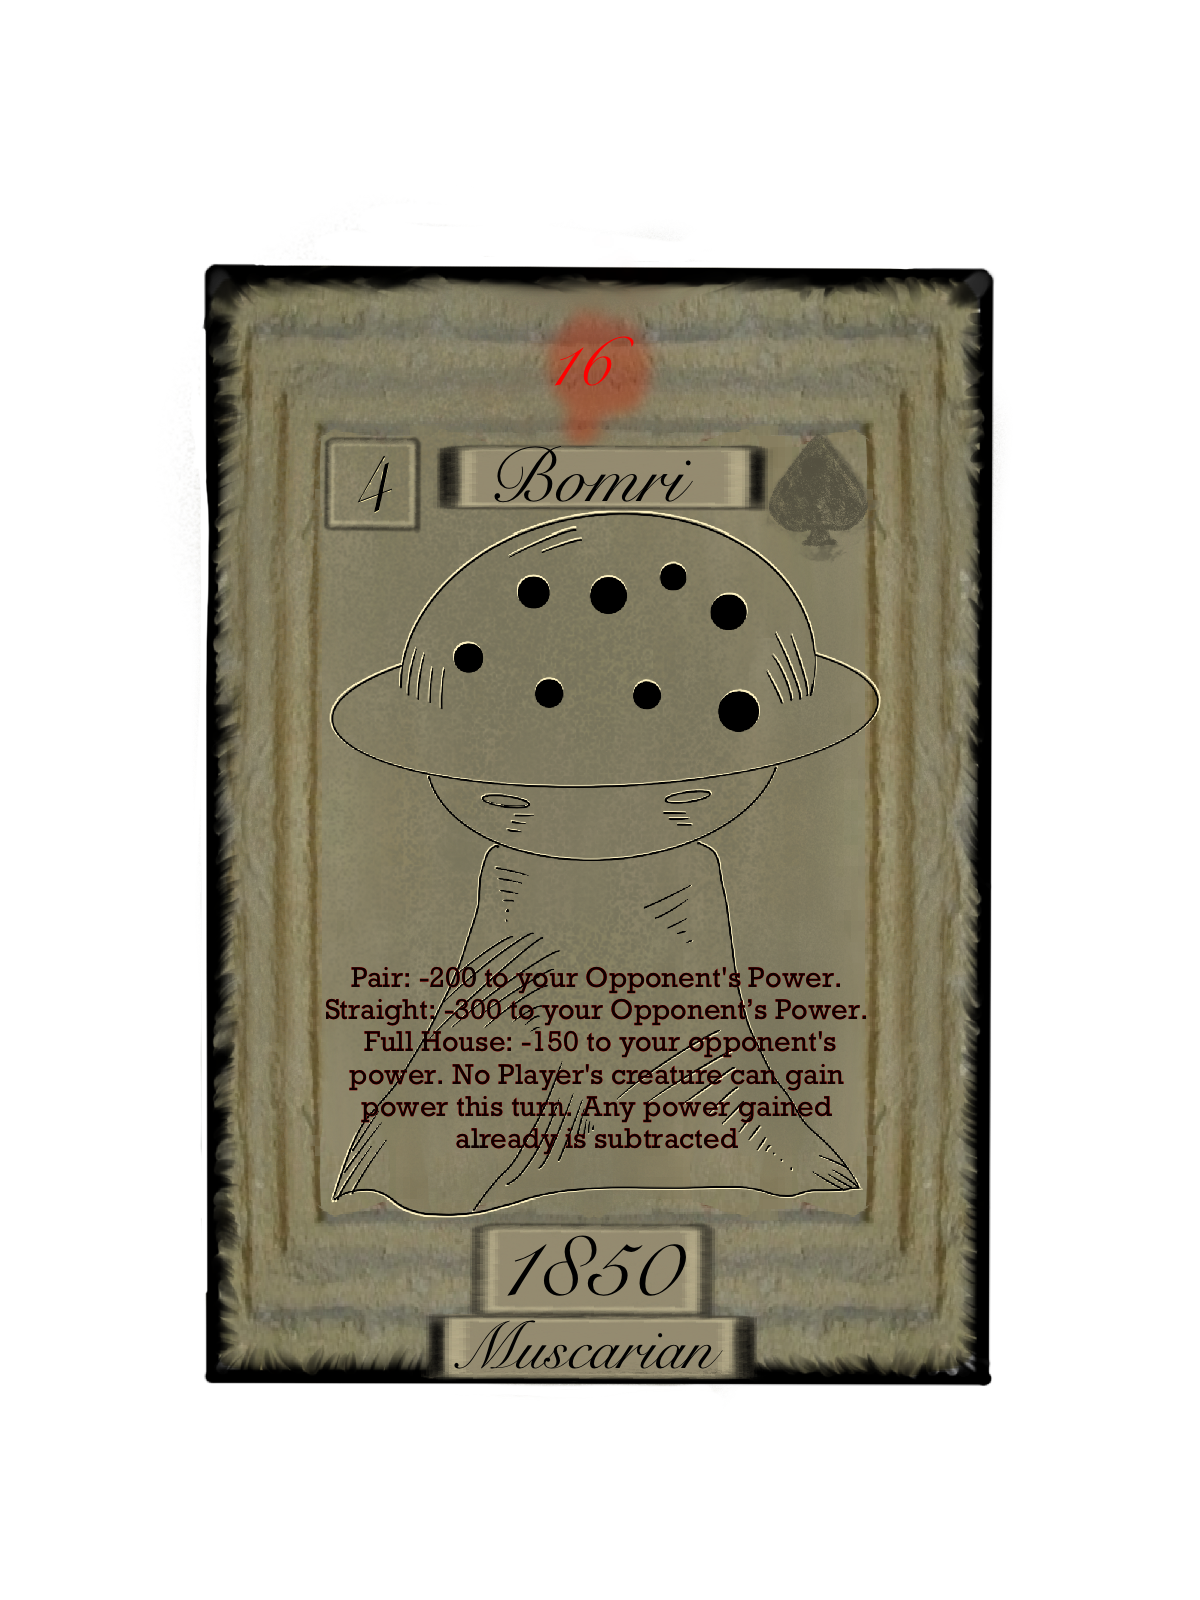 16
4
Bomri
Pair: -200 to your Opponent's Power.
Straight: -300 to your Opponent’s Power.
Full House: -150 to your opponent's
power. No Player's creature can gain
power this turn. Any power gained
already is subtracted
1850
Muscarian